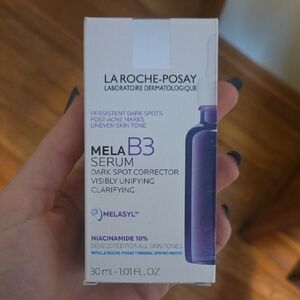 LA ROCHE-POSAY
LABORATOIRE DERMATOLOGIQUE
PERSISTENT DARK SPOTS
POST-ACNE MARKS
UNEVEN SKIN TONE
MELA B3
SERUM
DARK SPOT CORRECTOR
VISIBLY UNIFYING
CLARIFYING
MELASYL™
NIACINAMIDE 10%
DEVELOPED FOR ALL SKIN TONES
WITH LA ROCHE-POSAY THERMAL SPRING WATER
30 ml - 1.01 FL. OZ